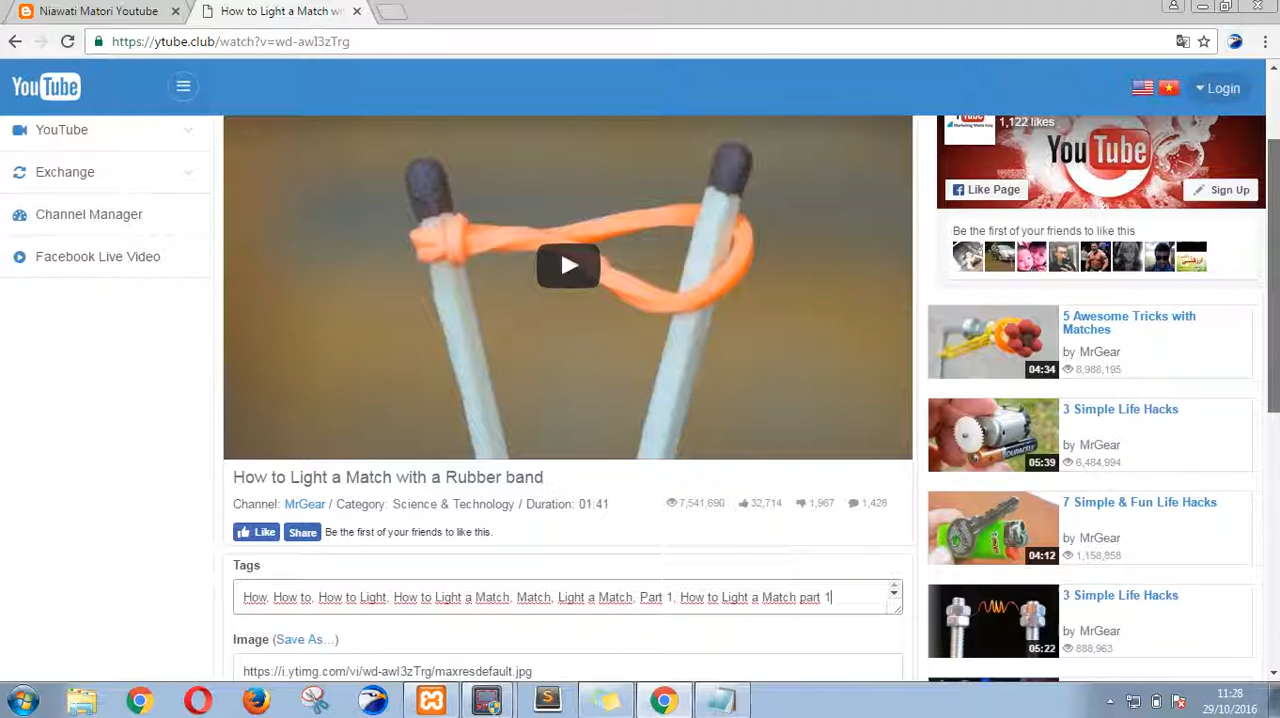 Niawati Matori Youtube
How to Light a Match wi
https://ytube.club/watch?v=wd-awI3zTrg
YouTube
Login
YouTube
Exchange
Channel Manager
Facebook Live Video
1,122 likes
YouTube
Like Page
Sign Up
Be the first of your friends to like this
5 Awesome Tricks with
Matches
by MrGear
04:34
8,988,195
3 Simple Life Hacks
by MrGear
05:39
6,484,994
7 Simple & Fun Life Hacks
by MrGear
04:12
1,158,858
3 Simple Life Hacks
by MrGear
05:22
888,963
How to Light a Match with a Rubber band
Channel: MrGear / Category: Science & Technology / Duration: 01:41
7,541,690 32,714 1,967 1,428
Like Share Be the first of your friends to like this.
Tags
How, How to, How to Light, How to Light a Match, Match, Light a Match, Part 1, How to Light a Match part 1
Image (Save As...)
https://i.ytimg.com/vi/wd-awI3zTrg/maxresdefault.jpg
11:28
29/10/2016